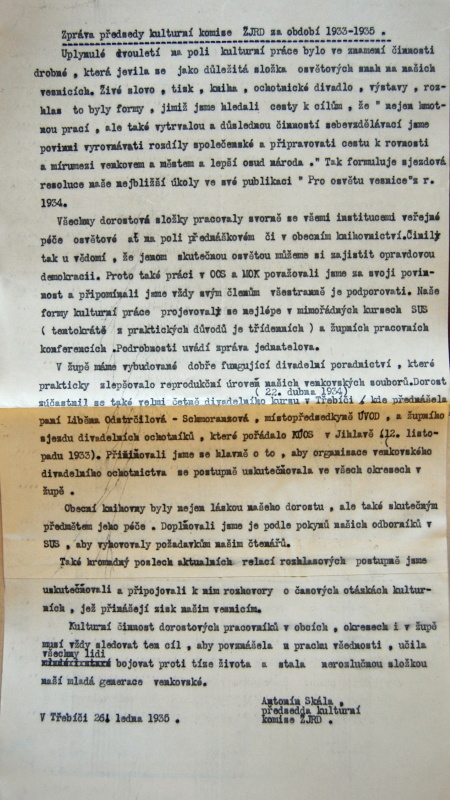 Zpráva předsedy kulturní komise ŽJRD za období 1933-1935 .
Uplynulé dvouletí na poli kulturní práce bylo ve znamení činnosti
drobné , která jevila se jako důležitá složka osvětových snah na našich
vesnicích. Živé slovo , tisk , kniha , ochotnické divadlo , výstavy , roz-
hlas to byly formy , jimiž jsme hledali cesty k cílům, že " nejen hmot-
nou prací , ale také vytrvalou a důslednou činností sebevzdělávací jsme
povinni vyrovnávati rozdíly společenské a připravovati cestu k rovnosti
a mírumezi venkovem a městem a lepší osud národa ." Tak formuluje sjezdová
resoluce naše nejbližší úkoly ve své publikaci " Pro osvětu vesnice"z r.
1934.
Všechny dorostová složky pracovaly svorně se všemi institucemi veřejné
péče osvětové ať na poli přednáškovém či v obecním knihovnictví.Činily
tak u vědomí , že jenom skutečnou osvětou můžeme si zajistit opravdovou
demokracii. Proto také práci v OOS a MOK považovali jsme za svoji povin-
nost a připomínali jsme vždy svým členům všestranně je podporovati. Naše
formy kulturní práce projevovaly se nejlépe v mimořádných kursech SUS
( tentokráte z praktických důvodů je třídenních ) a župních pracovních
konferencích .Podrobnosti uvádí zpráva jednatelova.
V župě máme vybudované dobře fungující divadelní poradnictví , které
prakticky zlepšovalo reprodukční úroveň našich venkovských souborů.Dorost
( 22. dubna 1934)
zúčastnil se také velmi četně divadelního kursu v Třebíči / kde přednášela
paní Liběna Odstrčilová - Schmoranzová , místopředsedkyně ÚVOD , a župního
sjezdu divadelních ochotníků , které pořádalo KUOS v Jihlavě (12. listo-
padu 1933). Přičiňovali jsme se hlavně o to , aby organisace venkovského
divadelního ochotnictva se postupně uskutečňovala ve všech okresech v
župě .
Obecní knihovny byly nejen láskou našeho dorostu , ale také skutečným
předmětem jeho péče . Doplňovali jsme je podle pokynů našich odborníků v
SUS , aby vyhovovaly požadavkům našim čtenářů.
Také hromadný poslech aktualních relací rozhlasových postupně jsme
uskutečňovali a připojovali k nim rozhovory o časových otázkách kultur-
ních , jež přinášejí zisk našim vesnicím.
Kulturní činnost dorostových pracovníků v obcích , okresech i v župě
musí vždy sledovat ten cíl , aby povznášela z prachu všednosti , učila
všechny lidi
bojovat proti tíze života a stala nerozlučnou složkou
naší mladá generace venkovské.
Antonín Skála .
předsedda kulturní
komise ŽJRD .
V Třebíči 26. ledna 1935 .